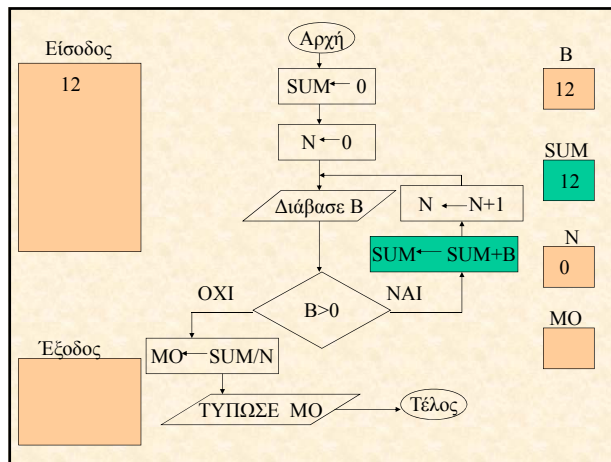 Είσοδος
12
Αρχή
SUM ← 0
N ← 0
Διάβασε Β
N ← N+1
SUM ← SUM+B
ΟΧΙ
B>0
ΝΑΙ
MO ← SUM/N
ΤΥΠΩΣΕ ΜΟ
Τέλος
Έξοδος
B
12
SUM
12
N
0
MO